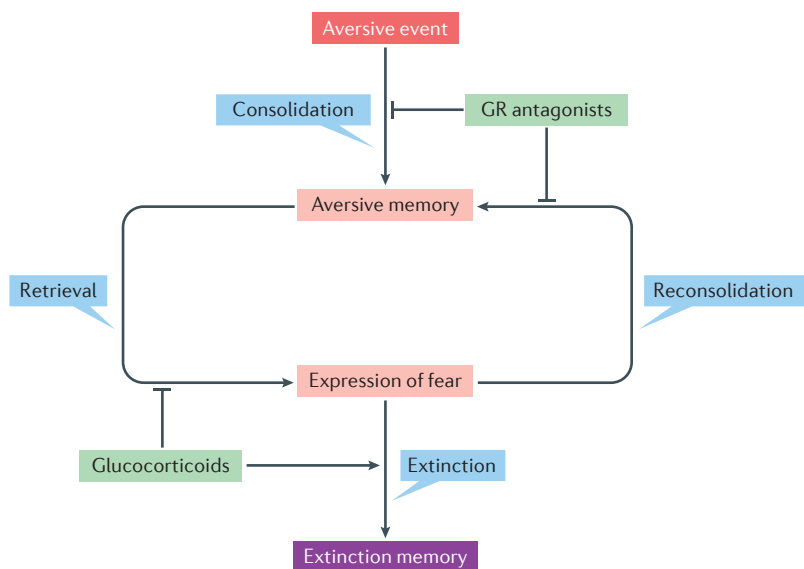 Aversive event
Consolidation
GR antagonists
Aversive memory
Retrieval
Reconsolidation
Expression of fear
Glucocorticoids
Extinction
Extinction memory